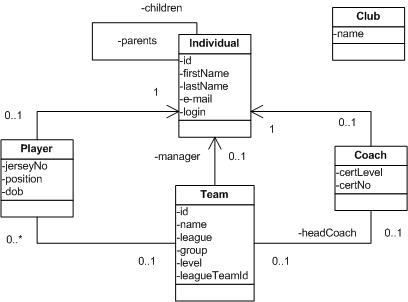 -children
Club
-name
Individual
-parents
-id
-firstName
-lastName
-e-mail
-login
1
0..1
1
0..1
Player
-jerseyNo
-position
-dob
-manager
0..1
Coach
-certLevel
-certNo
Team
-id
-name
-league
-group
-level
-leagueTeamId
0..*
0..1
-headCoach
0..1
0..1